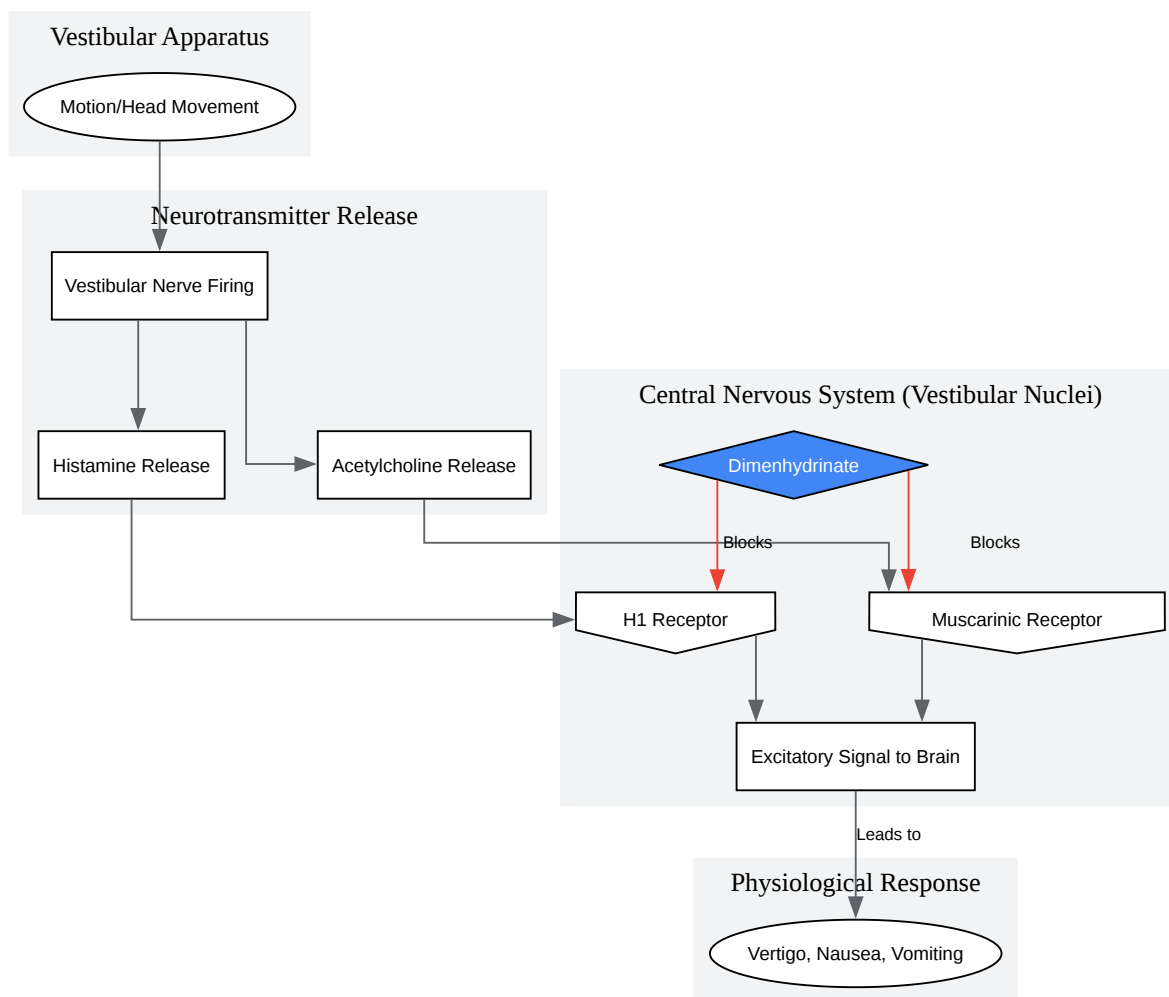 Vestibular Apparatus
Motion/Head Movement
Neurotransmitter Release
Vestibular Nerve Firing
Histamine Release
Acetylcholine Release
Central Nervous System (Vestibular Nuclei)
Dimenhydrinate
Blocks
Blocks
H1 Receptor
Muscarinic Receptor
Excitatory Signal to Brain
Leads to
Physiological Response
Vertigo, Nausea, Vomiting